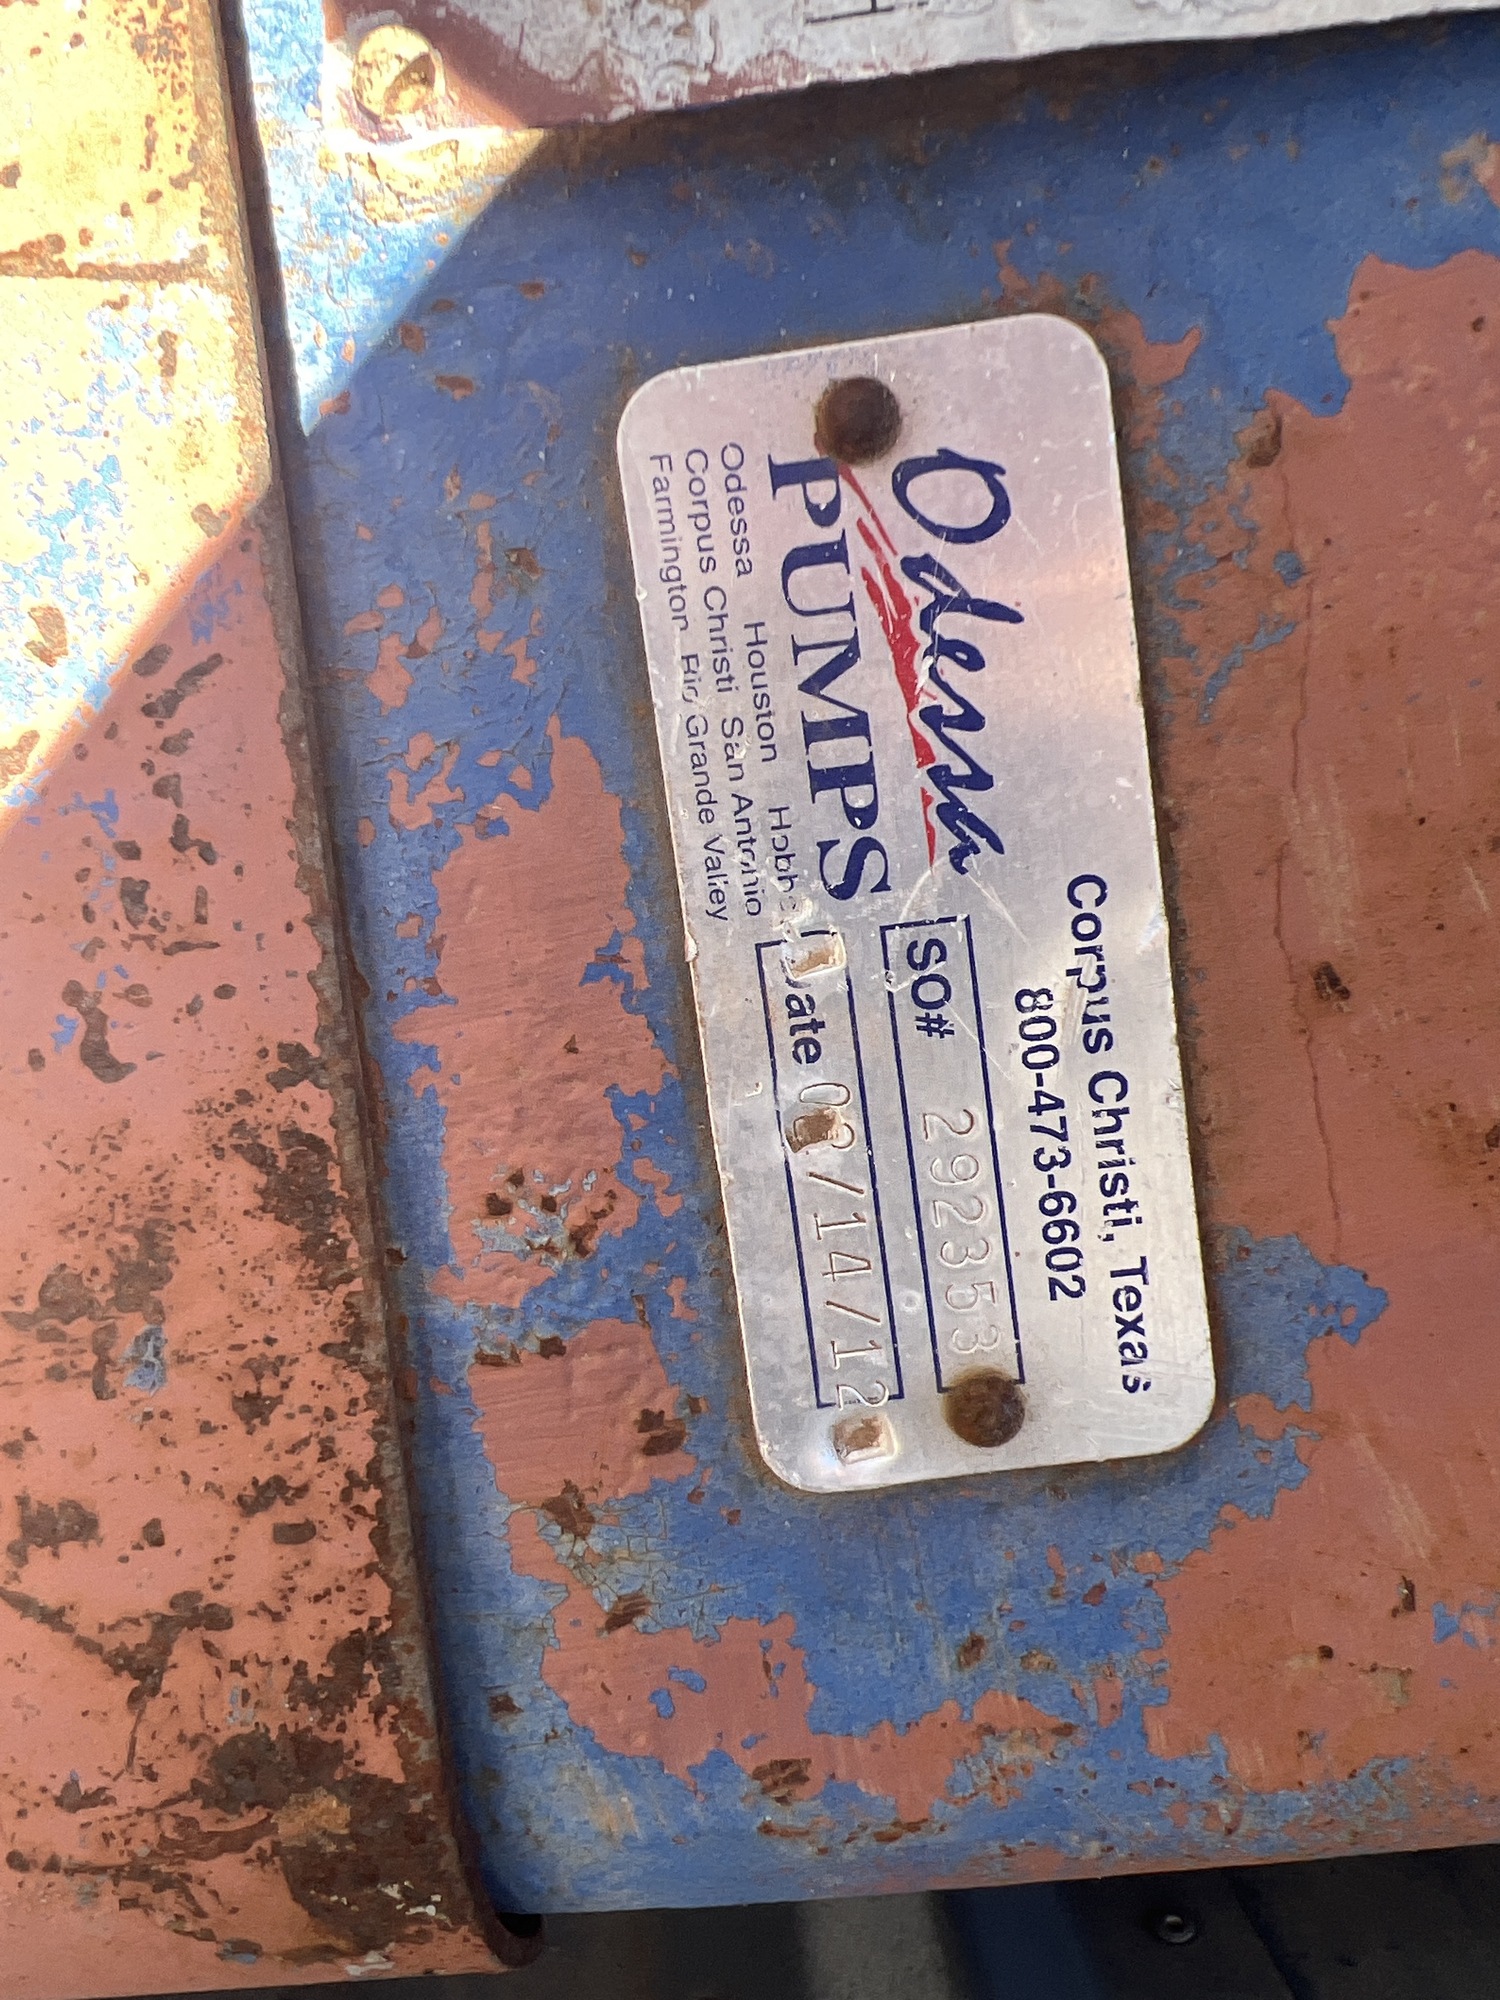 Corpus Christi, Texas
800-473-6602
Odessa
PUMPS
SO# 292353
Odessa Houston Hobbs
Corpus Christi San Antonio
Farmington Rio Grande Valley
Date /14/12
H